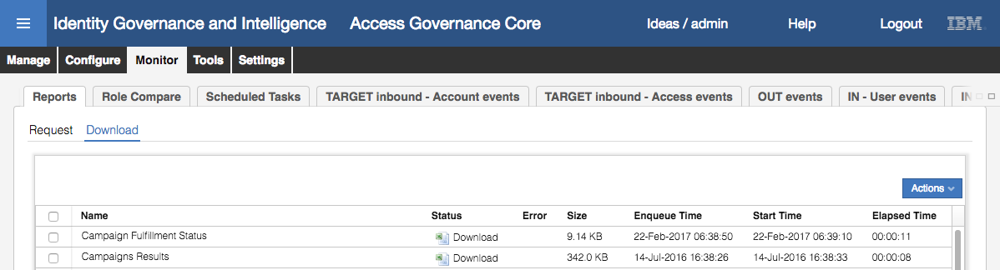 Identity Governance and Intelligence Access Governance Core Ideas / admin Help Logout IBM
Manage Configure Monitor Tools Settings
Reports Role Compare Scheduled Tasks TARGET inbound - Account events TARGET inbound - Access events OUT events IN - User events IN
Request Download
Actions
Name Status Error Size Enqueue Time Start Time Elapsed Time
Campaign Fulfillment Status Download 9.14 KB 22-Feb-2017 06:38:50 22-Feb-2017 06:39:10 00:00:11
Campaigns Results Download 342.0 KB 14-Jul-2016 16:38:26 14-Jul-2016 16:38:33 00:00:08